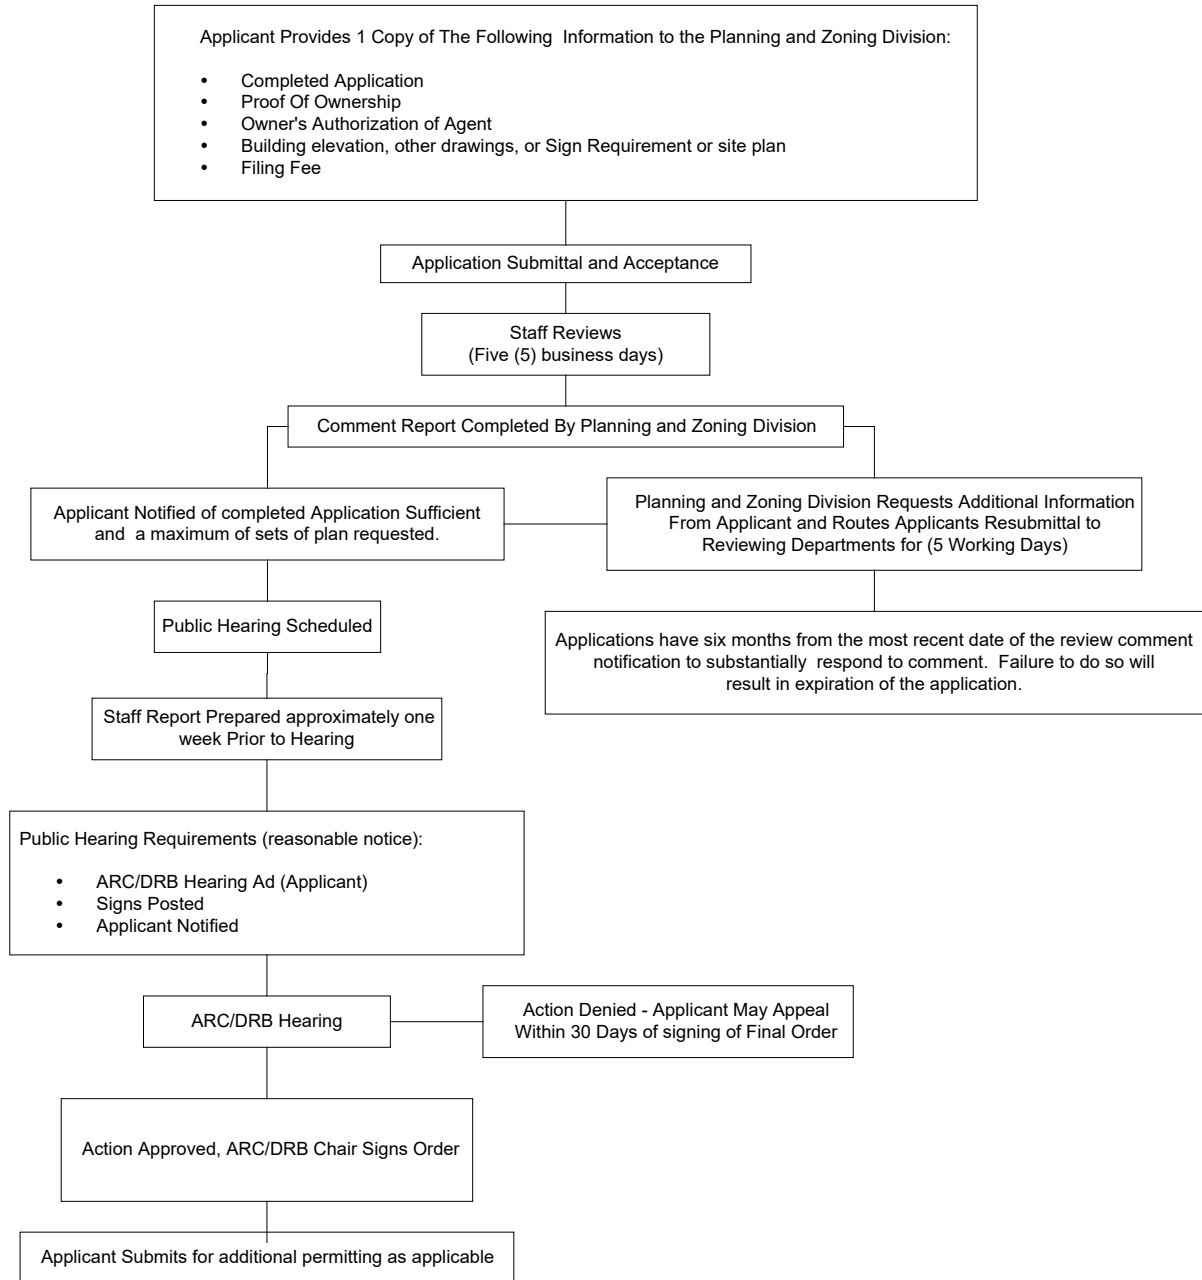 Applicant Provides 1 Copy of The Following Information to the Planning and Zoning Division:
• Completed Application
• Proof Of Ownership
• Owner's Authorization of Agent
• Building elevation, other drawings, or Sign Requirement or site plan
• Filing Fee
Application Submittal and Acceptance
Staff Reviews
(Five (5) business days)
Comment Report Completed By Planning and Zoning Division
Applicant Notified of completed Application Sufficient
and a maximum of sets of plan requested.
Planning and Zoning Division Requests Additional Information
From Applicant and Routes Applicants Resubmittal to
Reviewing Departments for (5 Working Days)
Public Hearing Scheduled
Applications have six months from the most recent date of the review comment
notification to substantially respond to comment. Failure to do so will
result in expiration of the application.
Staff Report Prepared approximately one
week Prior to Hearing
Public Hearing Requirements (reasonable notice):
• ARC/DRB Hearing Ad (Applicant)
• Signs Posted
• Applicant Notified
ARC/DRB Hearing
Action Denied - Applicant May Appeal
Within 30 Days of signing of Final Order
Action Approved, ARC/DRB Chair Signs Order
Applicant Submits for additional permitting as applicable